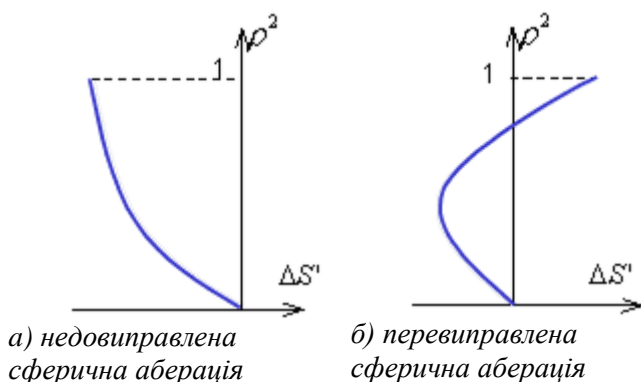 ρ² ρ²
1 1
ΔS' ΔS'
а) недовиправлена
сферична аберація
б) перевиправлена
сферична аберація